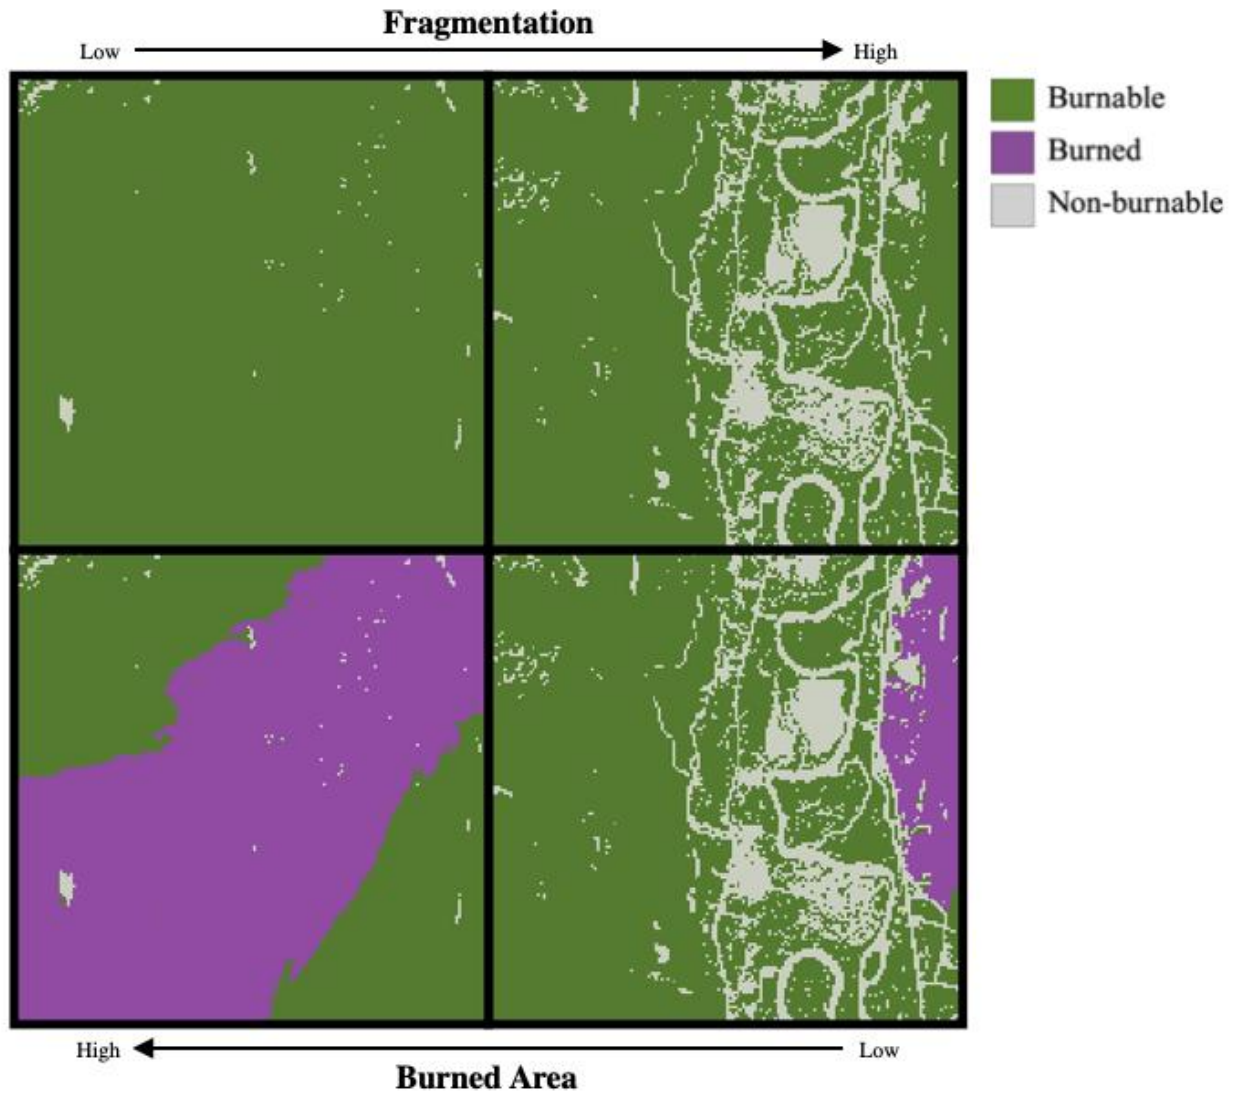 Fragmentation
Low High
Burnable
Burned
Non-burnable
High Low
Burned Area